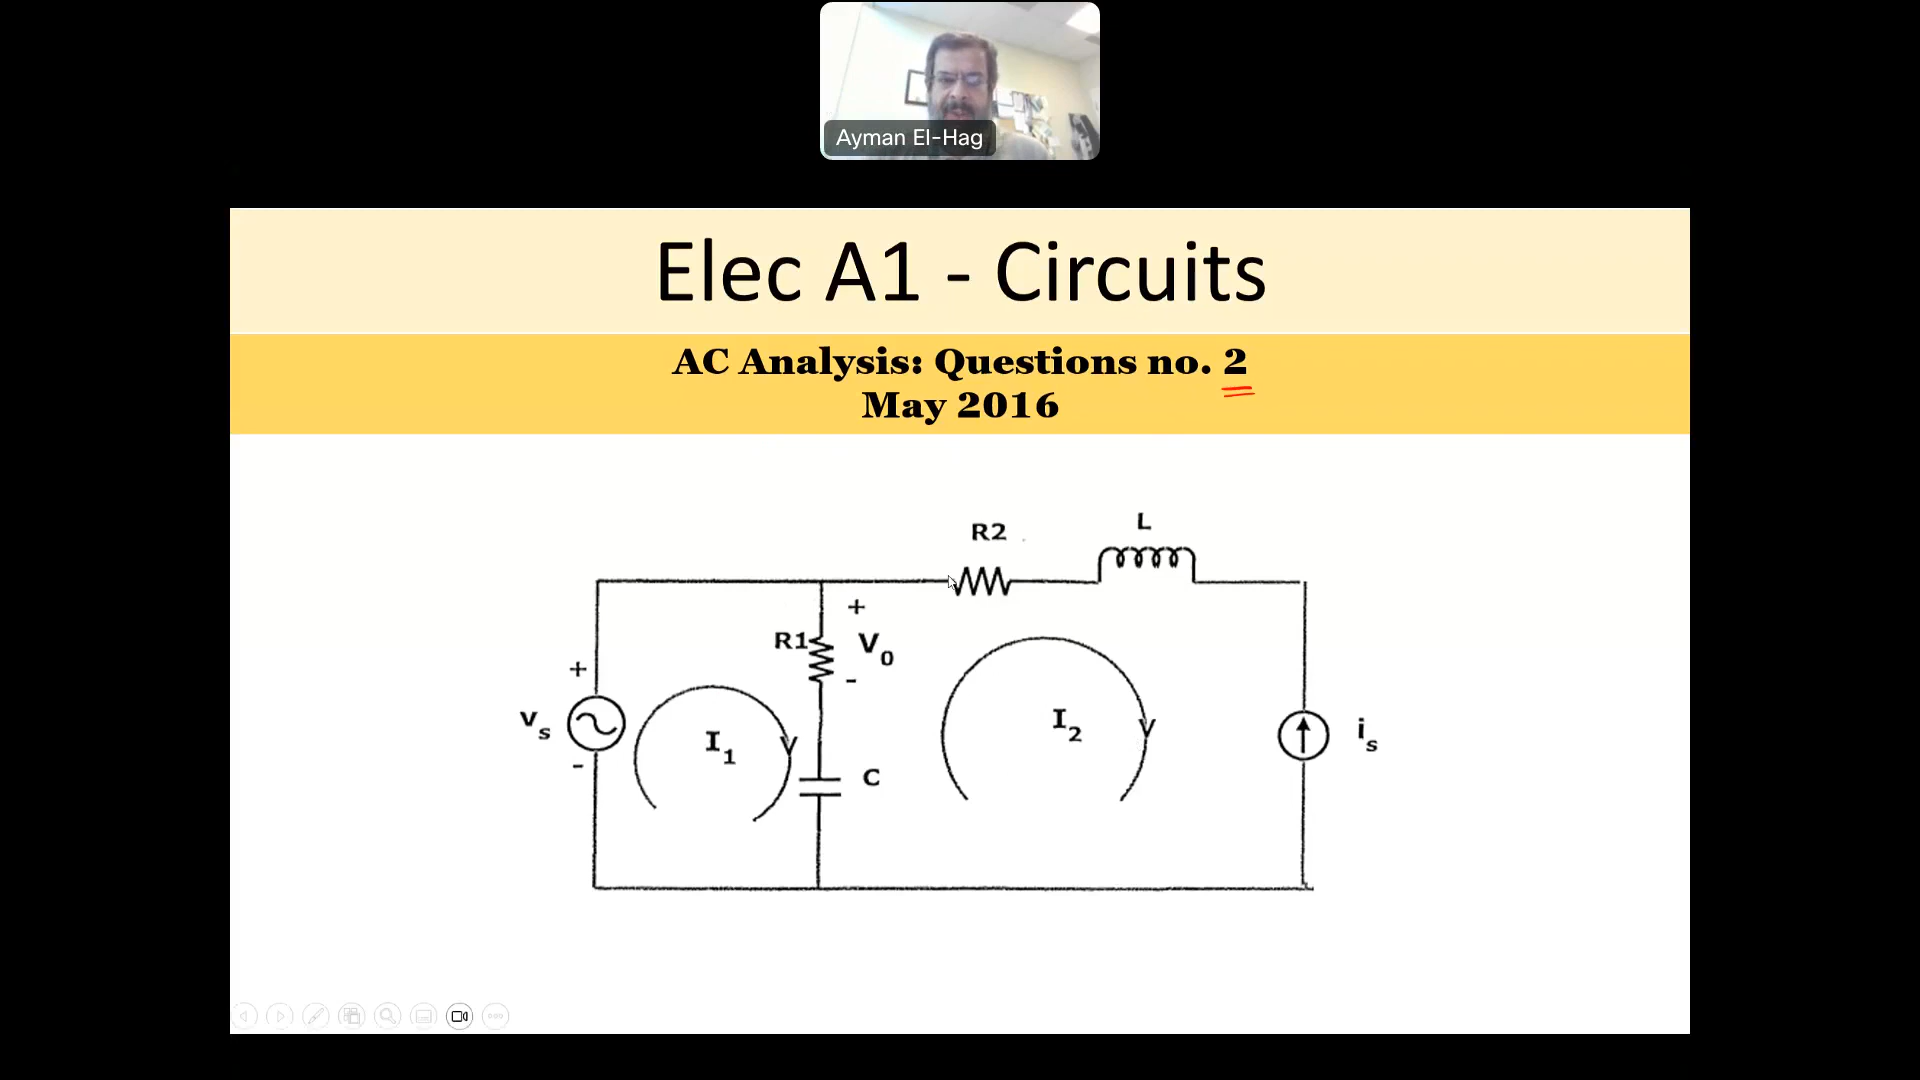 Ayman El-Hag
Elec A1 - Circuits
AC Analysis: Questions no. 2
May 2016
R2
L
+
R1
V0
-
+
vs
-
I1
I2
C
is